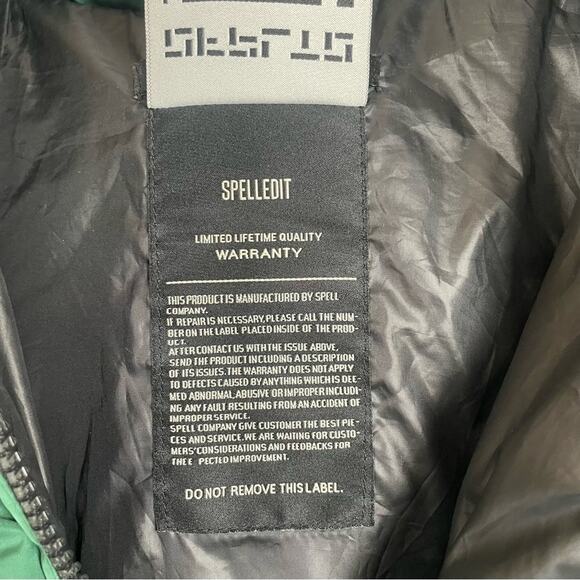 SPELLEDIT
LIMITED LIFETIME QUALITY
WARRANTY
THIS PRODUCT IS MANUFACTURED BY SPELL
COMPANY.
IF REPAIR IS NECESSARY, PLEASE CALL THE NUM-
BER ON THE LABEL PLACED INSIDE OF THE PROD-
UCT.
AFTER CONTACT US WITH THE ISSUE ABOVE,
SEND THE PRODUCT INCLUDING A DESCRIPTION
OF ITS ISSUES. THE WARRANTY DOES NOT APPLY
TO DEFECTS CAUSED BY ANYTHING WHICH IS DEE-
MED ABNORMAL, ABUSIVE OR IMPROPER INCLUDI-
NG ANY FAULT RESULTING FROM AN ACCIDENT OF
IMPROPER SERVICE.
SPELL COMPANY GIVE CUSTOMER THE BEST PIE-
CES AND SERVICE. WE ARE WAITING FOR CUSTO-
MERS' CONSIDERATIONS AND FEEDBACKS FOR
THE E PECTED IMPROVEMENT.
DO NOT REMOVE THIS LABEL.